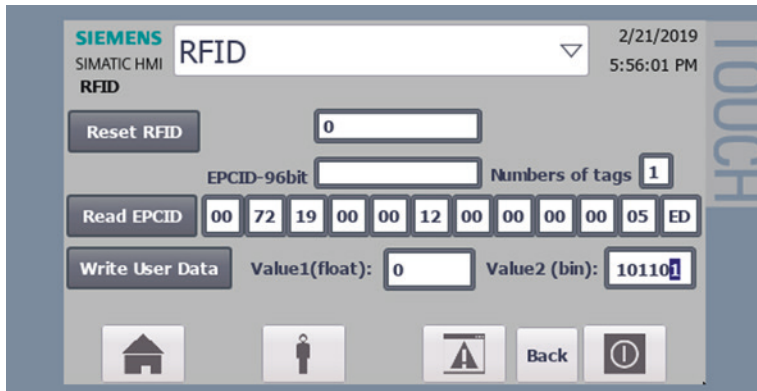 SIEMENS
SIMATIC HMI
RFID
RFID
2/21/2019
5:56:01 PM
TOUCH
Reset RFID
0
EPCID-96bit
Numbers of tags 1
Read EPCID 00 72 19 00 00 12 00 00 00 00 05 ED
Write User Data Value1(float): 0 Value2 (bin): 101101
Back